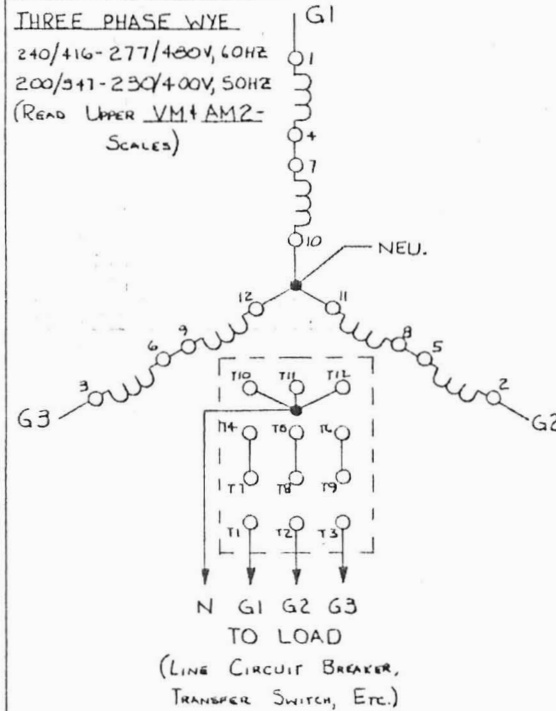 THREE PHASE WYE
240/416-277/480V, 60HZ
200/347-230/400V, 50HZ
(READ UPPER VM & AM2-
SCALES)
G1
1
4
7
10
NEU.
12
11
9
8
6
5
3
2
G3
G2
T10 T11 T12
T4 T5 T6
T7 T8 T9
T1 T2 T3
N G1 G2 G3
TO LOAD
(LINE CIRCUIT BREAKER,
TRANSFER SWITCH, ETC.)